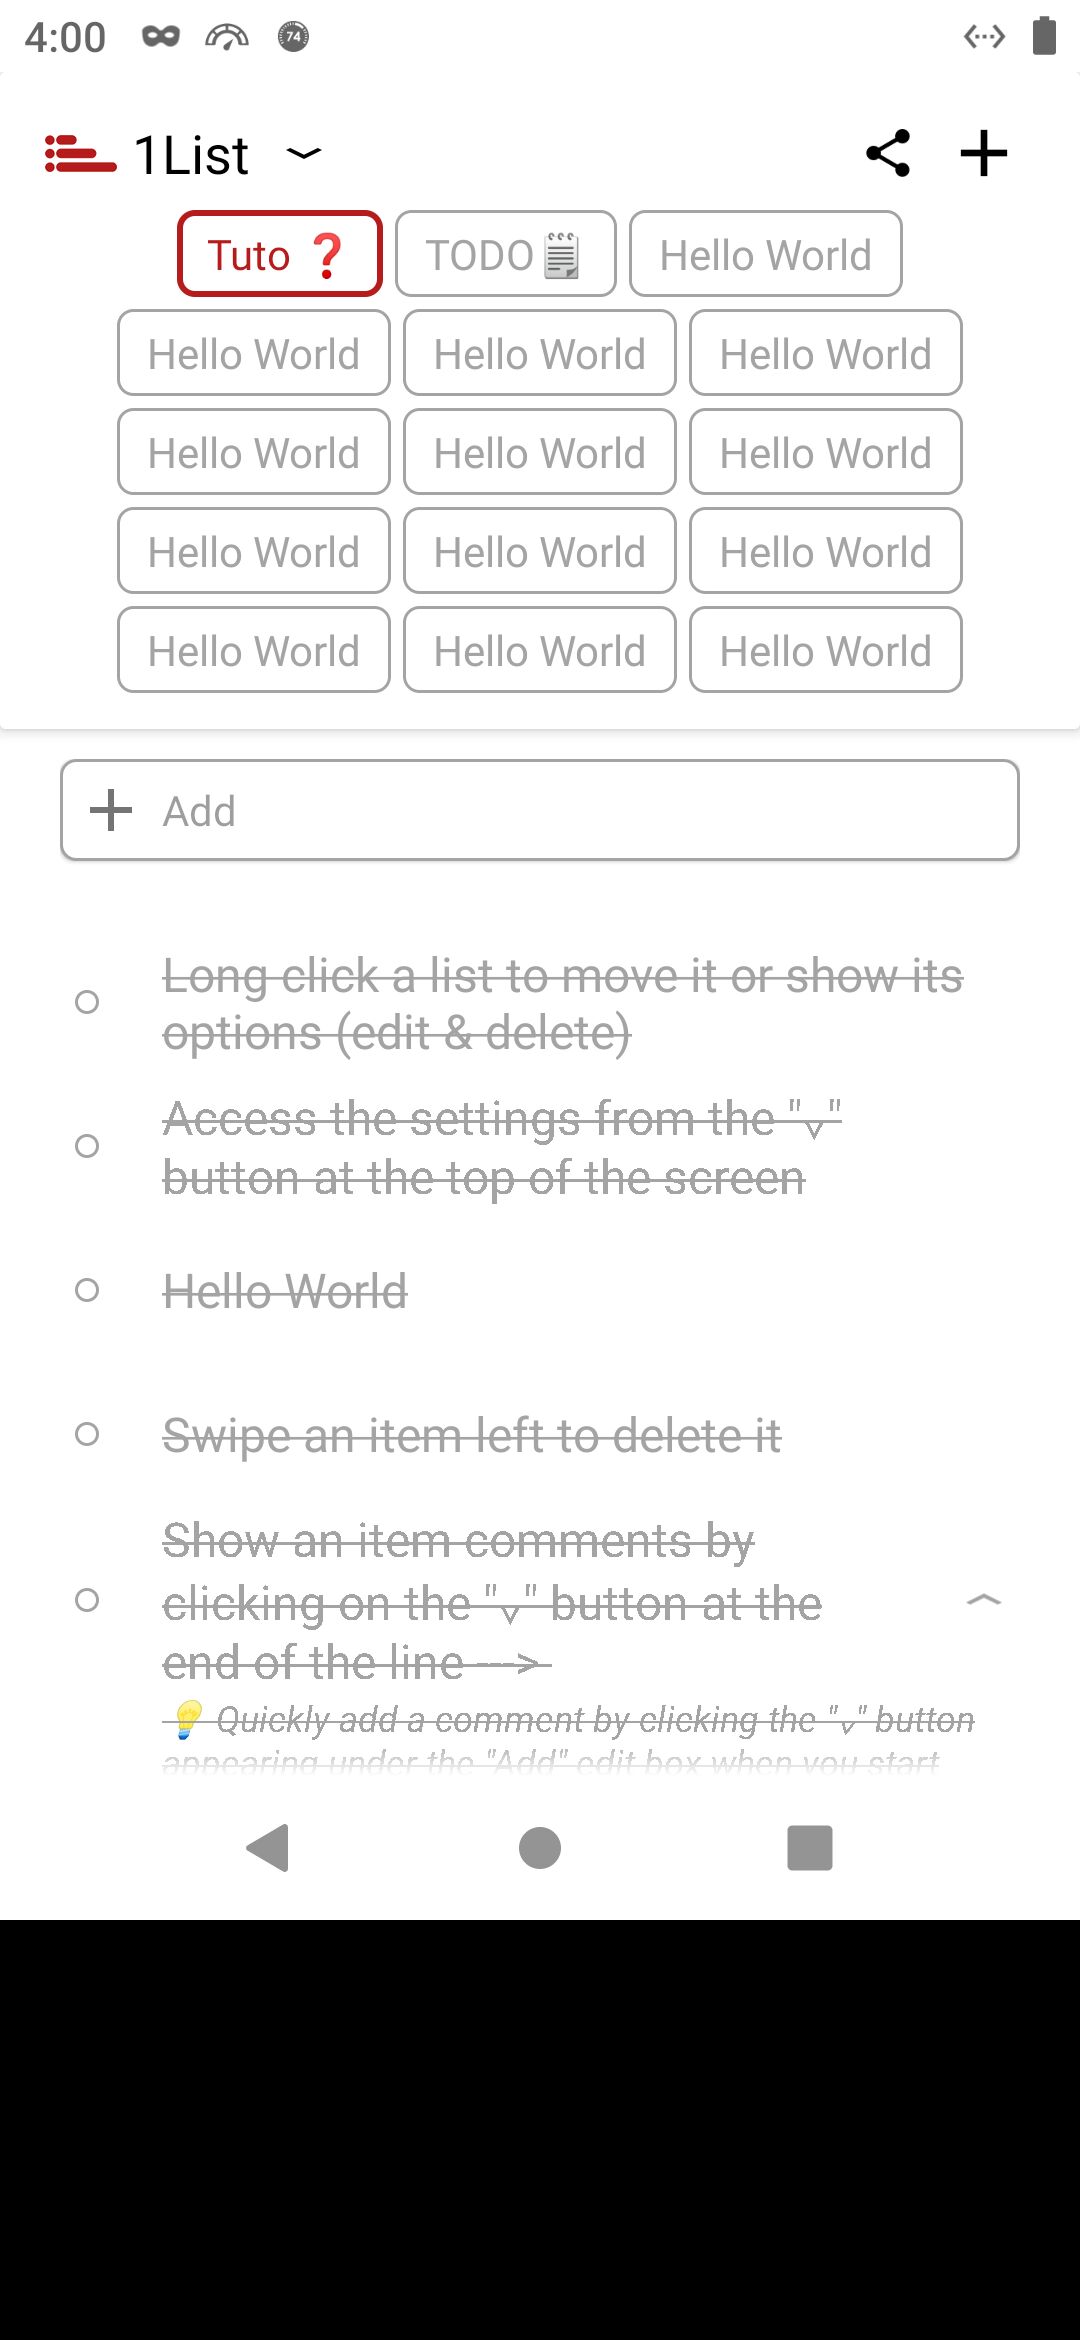 4:00 74
1List
Tuto ❓ TODO🗒 Hello World
Hello World Hello World Hello World
Hello World Hello World Hello World
Hello World Hello World Hello World
Hello World Hello World Hello World
Add
Long click a list to move it or show its
options (edit & delete)
Access the settings from the "⌄"
button at the top of the screen
Hello World
Swipe an item left to delete it
Show an item comments by
clicking on the "⌄" button at the
end of the line --->
💡 Quickly add a comment by clicking the "⌄" button
appearing under the "Add" edit box when you start